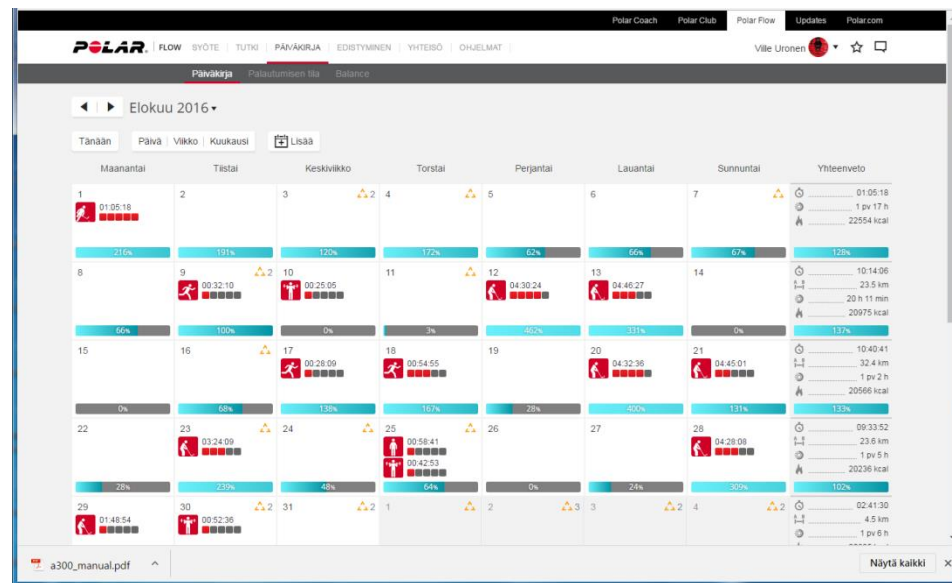 Polar Coach Polar Club Polar Flow Updates Polar.com
POLAR. FLOW SYÖTE TUTKI PÄIVÄKIRJA EDISTYMINEN YHTEISÖ OHJELMAT Ville Uronen
Päiväkirja Palautumisen tila Balance
Elokuu 2016
Tänään Päivä Viikko Kuukausi Lisää
Maanantai Tiistai Keskiviikko Torstai Perjantai Lauantai Sunnuntai Yhteenveto
1 2 3 2 4 5 6 7 01:05:18
01:05:18 1 pv 17 h
22554 kcal
216% 191% 120% 172% 62% 66% 67% 128%
8 9 2 10 11 12 13 14 10:14:06
00:32:10 00:25:05 04:30:24 04:46:27 23.5 km
20 h 11 min
20975 kcal
66% 100% 0% 3% 462% 331% 0% 137%
15 16 17 18 19 20 21 10:40:41
00:28:09 00:54:55 04:32:36 04:45:01 32.4 km
1 pv 2 h
20566 kcal
0% 68% 138% 167% 28% 400% 131% 133%
22 23 24 25 26 27 28 09:33:52
03:24:09 00:58:41 04:28:08 23.6 km
00:42:53 1 pv 5 h
20236 kcal
28% 239% 48% 64% 0% 24% 309% 102%
29 30 2 31 2 1 2 3 3 2 4 2 02:41:30
01:48:54 00:52:36 4.5 km
1 pv 6 h
a300_manual.pdf Näytä kaikki